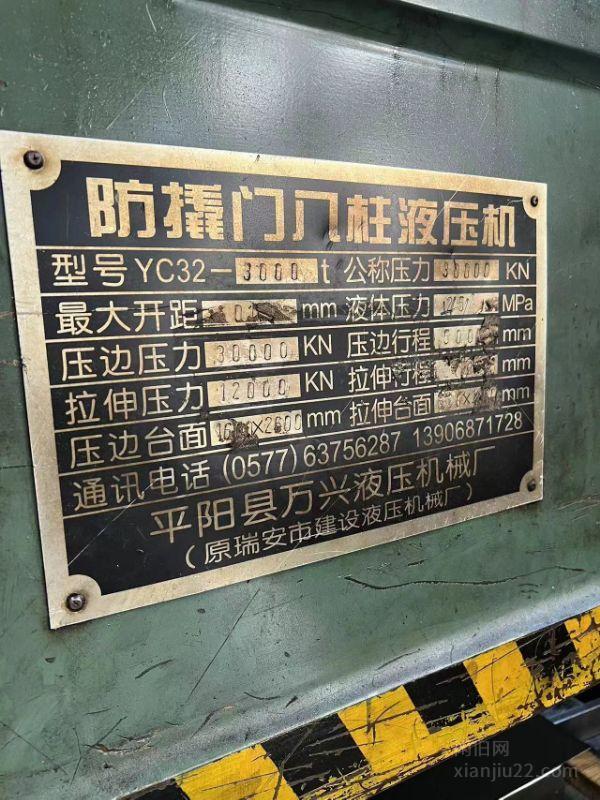 防撬门八柱液压机
型号 YC32-3000t 公称压力 30000 KN
最大开距 mm 液体压力 MPa
压边压力 30000 KN 压边行程 mm
拉伸压力 12000 KN 拉伸行程 mm
压边台面 mm 拉伸台面 mm
通讯电话 (0577) 63756287 13906871728
平阳县万兴液压机械厂
(原瑞安市建设液压机械厂)
闲旧网
xianjiu22.com